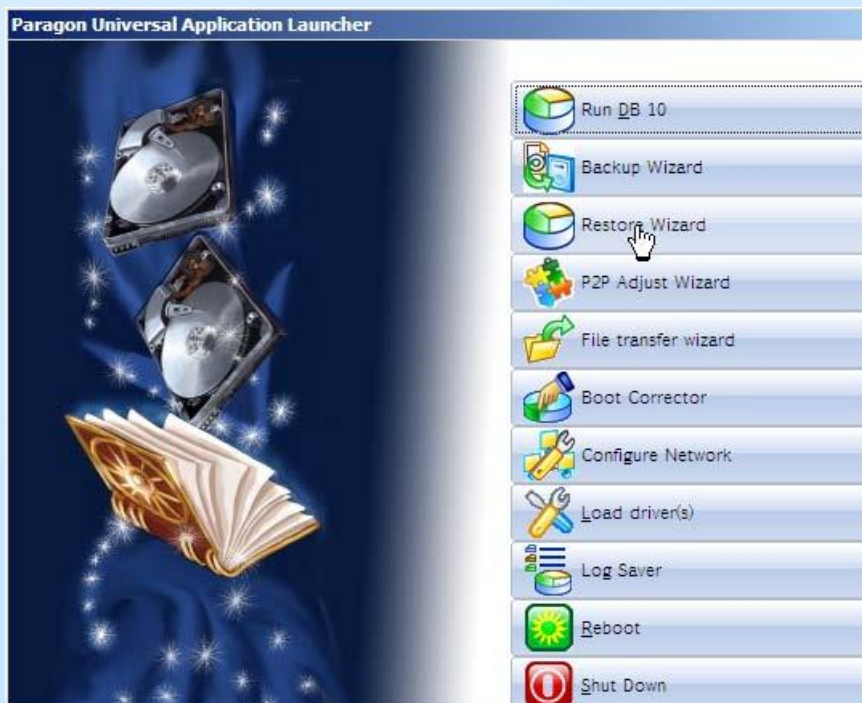 Paragon Universal Application Launcher
Run DB 10
Backup Wizard
Restore Wizard
P2P Adjust Wizard
File transfer wizard
Boot Corrector
Configure Network
Load driver(s)
Log Saver
Reboot
Shut Down